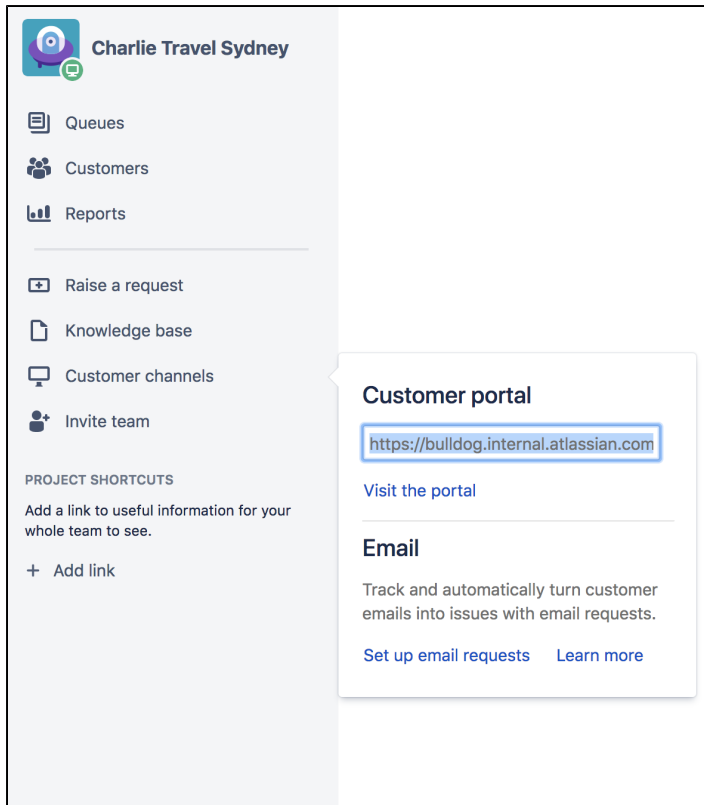 Charlie Travel Sydney
Queues
Customers
Reports
Raise a request
Knowledge base
Customer channels
Invite team
PROJECT SHORTCUTS
Add a link to useful information for your
whole team to see.
+ Add link
Customer portal
https://bulldog.internal.atlassian.com
Visit the portal
Email
Track and automatically turn customer
emails into issues with email requests.
Set up email requests Learn more